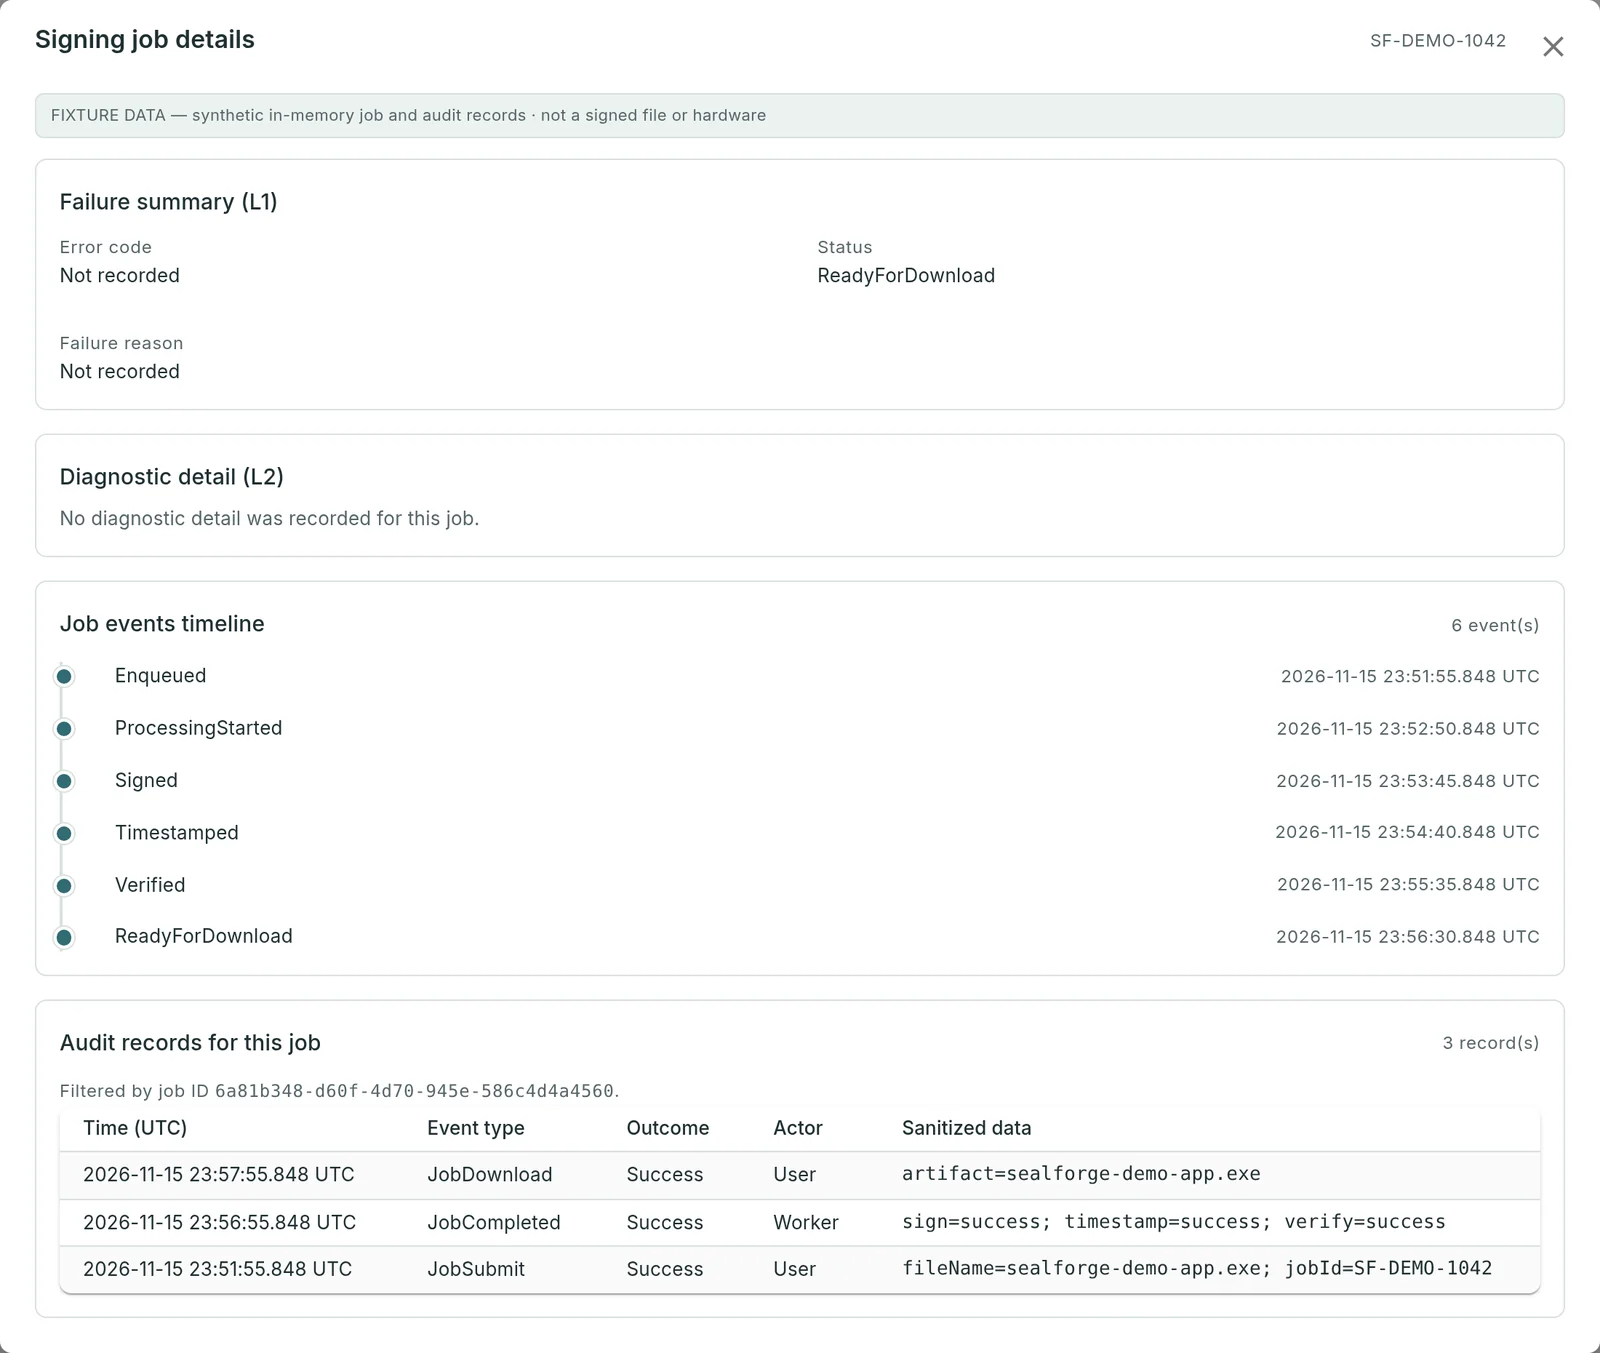 Signing job details
SF-DEMO-1042
FIXTURE DATA — synthetic in-memory job and audit records · not a signed file or hardware
Failure summary (L1)
Error code
Not recorded
Status
ReadyForDownload
Failure reason
Not recorded
Diagnostic detail (L2)
No diagnostic detail was recorded for this job.
Job events timeline
6 event(s)
Enqueued 2026-11-15 23:51:55.848 UTC
ProcessingStarted 2026-11-15 23:52:50.848 UTC
Signed 2026-11-15 23:53:45.848 UTC
Timestamped 2026-11-15 23:54:40.848 UTC
Verified 2026-11-15 23:55:35.848 UTC
ReadyForDownload 2026-11-15 23:56:30.848 UTC
Audit records for this job
3 record(s)
Filtered by job ID 6a81b348-d60f-4d70-945e-586c4d4a4560.
Time (UTC) Event type Outcome Actor Sanitized data
2026-11-15 23:57:55.848 UTC JobDownload Success User artifact=sealforge-demo-app.exe
2026-11-15 23:56:55.848 UTC JobCompleted Success Worker sign=success; timestamp=success; verify=success
2026-11-15 23:51:55.848 UTC JobSubmit Success User fileName=sealforge-demo-app.exe; jobId=SF-DEMO-1042